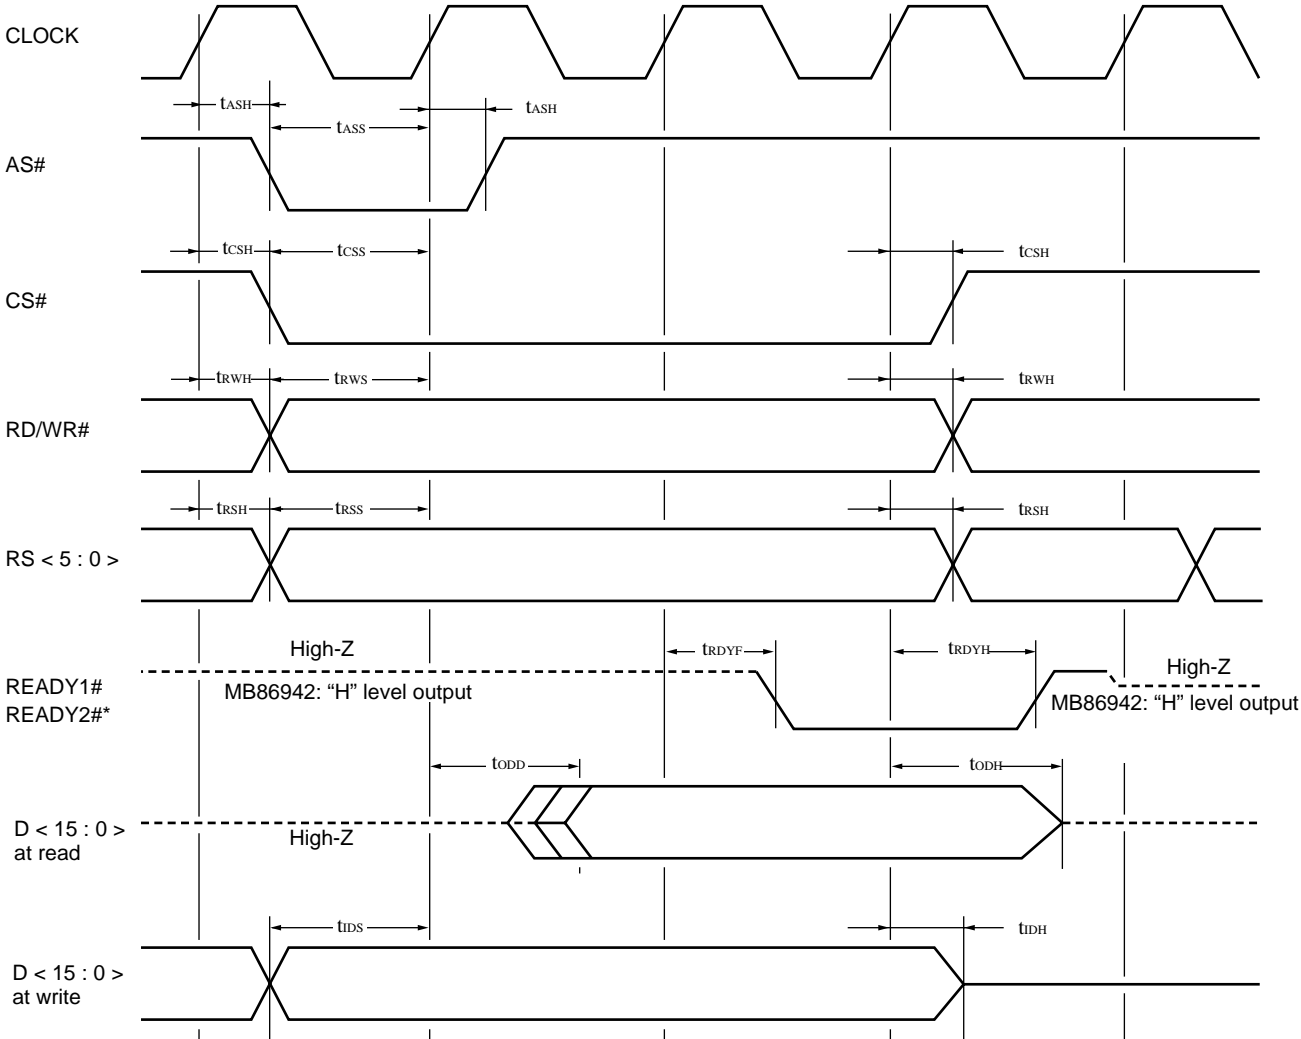 CLOCK
tASH
tASH
tASS
AS#
tCSH
tCSS
tCSH
CS#
tRWH
tRWS
tRWH
RD/WR#
tRSH
tRSS
tRSH
RS < 5 : 0 >
High-Z
tRDYF
tRDYH
High-Z
READY1#
MB86942: “H” level output
MB86942: “H” level output
READY2#*
tODD
tODH
D < 15 : 0 >
at read
High-Z
tIDS
tIDH
D < 15 : 0 >
at write